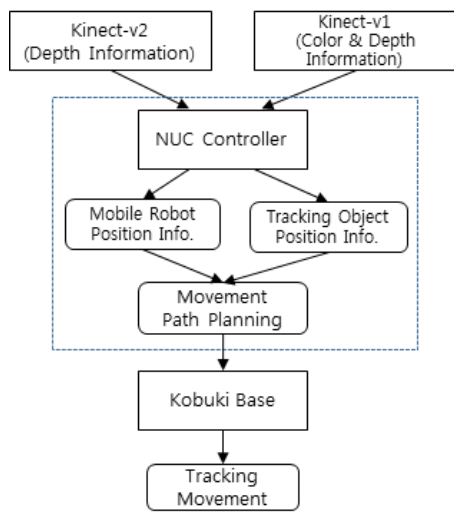 Kinect-v2
(Depth Information)
Kinect-v1
(Color & Depth
Information)
NUC Controller
Mobile Robot
Position Info.
Tracking Object
Position Info.
Movement
Path Planning
Kobuki Base
Tracking
Movement